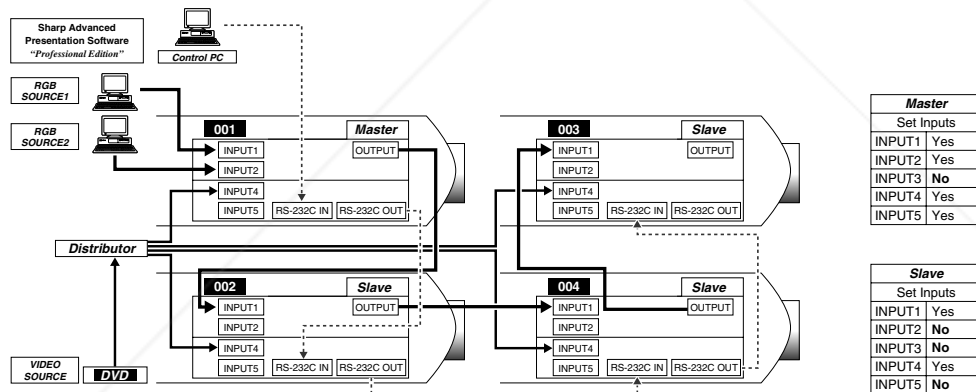 Sharp Advanced
Presentation Software
“Professional Edition”
Control PC
RGB
SOURCE1
RGB
SOURCE2
001
Master
INPUT1
OUTPUT
INPUT2
INPUT4
INPUT5
RS-232C IN
RS-232C OUT
003
Slave
INPUT1
OUTPUT
INPUT2
INPUT4
INPUT5
RS-232C IN
RS-232C OUT
Distributor
002
Slave
INPUT1
OUTPUT
INPUT2
INPUT4
INPUT5
RS-232C IN
RS-232C OUT
004
Slave
INPUT1
OUTPUT
INPUT2
INPUT4
INPUT5
RS-232C IN
RS-232C OUT
VIDEO
SOURCE
DVD
Master
Set Inputs
INPUT1 Yes
INPUT2 Yes
INPUT3 No
INPUT4 Yes
INPUT5 Yes
Slave
Set Inputs
INPUT1 Yes
INPUT2 No
INPUT3 No
INPUT4 Yes
INPUT5 No